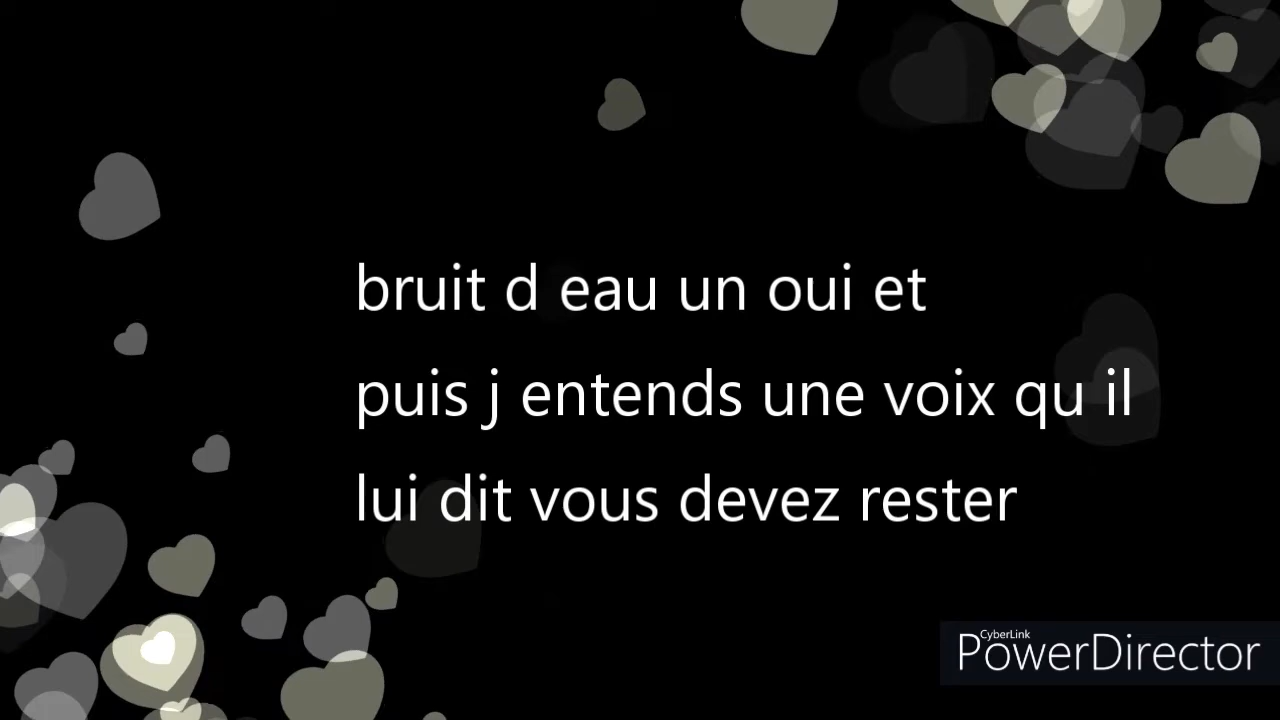 bruit d eau un oui et
puis j entends une voix qu il
lui dit vous devez rester
CyberLink
PowerDirector